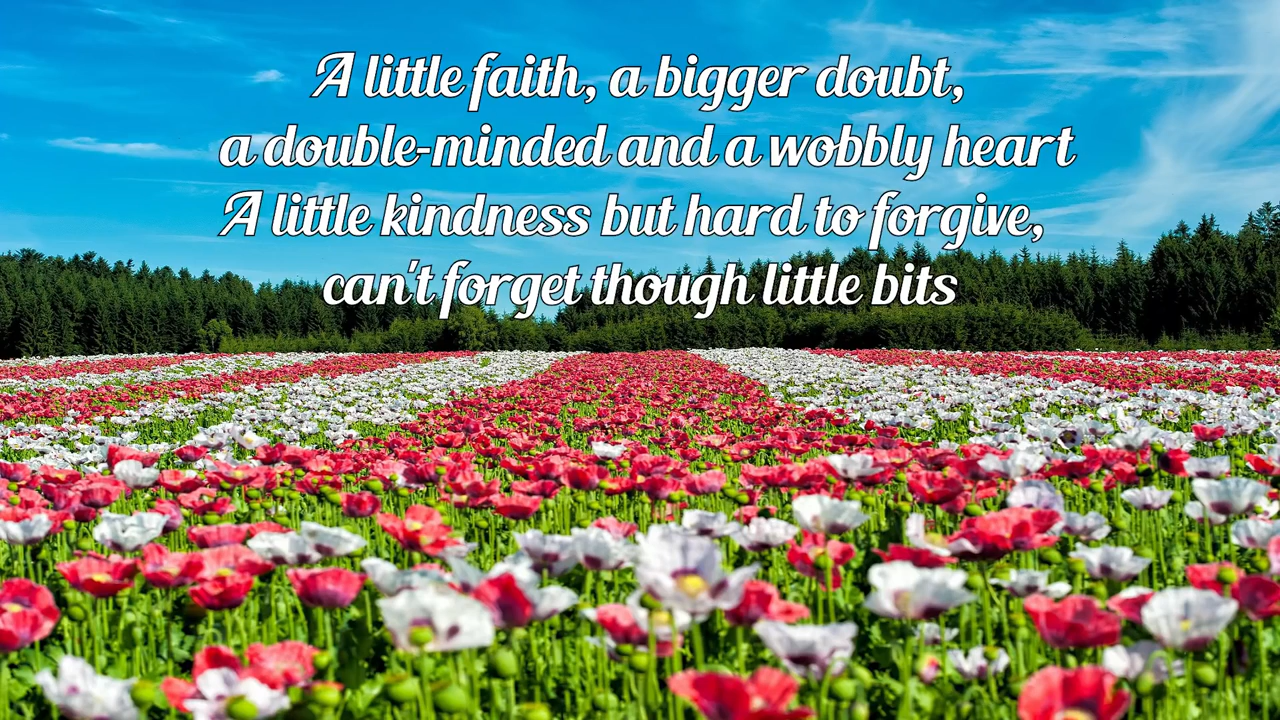 A little faith, a bigger doubt,
a double-minded and a wobbly heart
A little kindness but hard to forgive,
can't forget though little bits